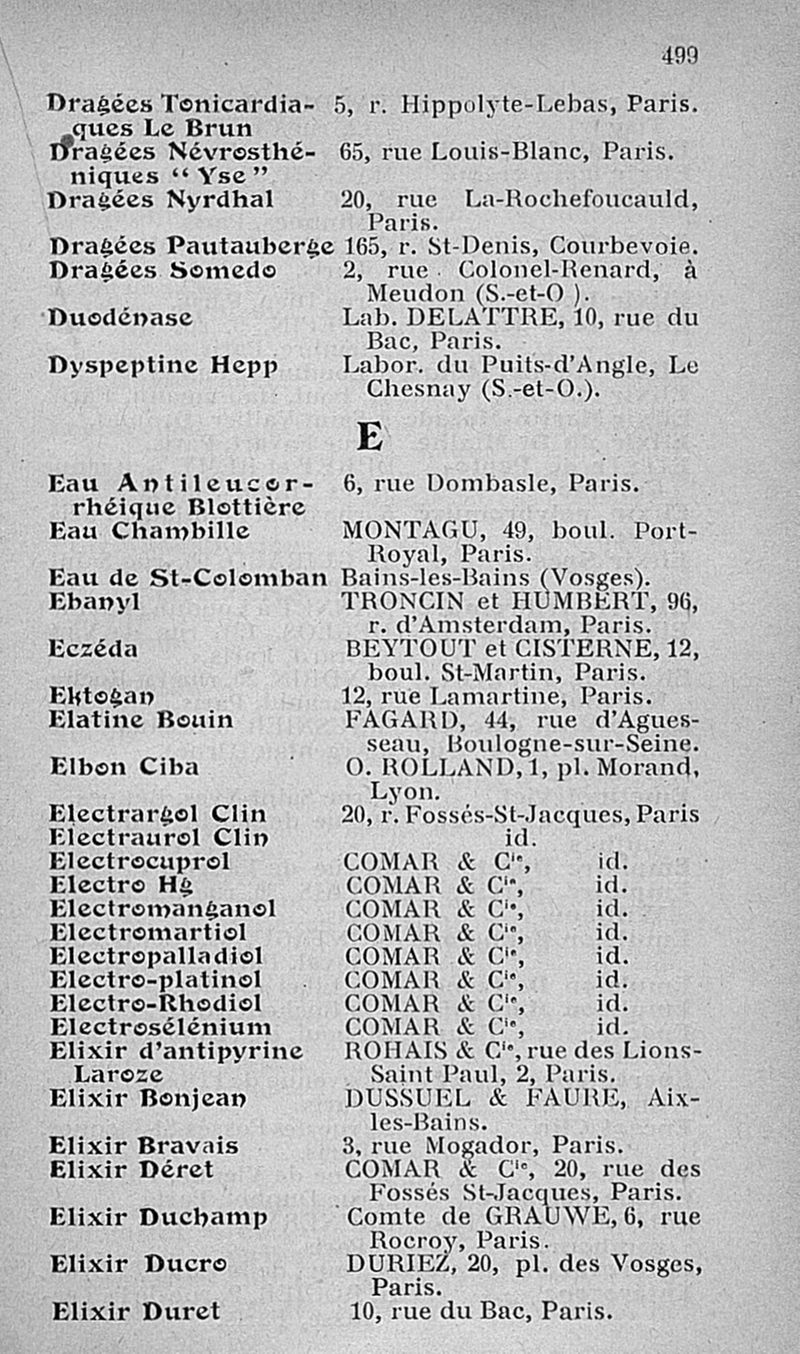 499
Dragées Tonicardia- 5, r. Hippolyte-Lebas, Paris.
ques Le Brun
Dragées Névrosthé- 65, rue Louis-Blanc, Paris.
niques “ Yse ”
Dragées Nyrdhal 20, rue La-Rochefoucauld,
Paris.
Dragées Pautauberge 165, r. St-Denis, Courbevoie.
Dragées Somedo 2, rue Colonel-Renard, à
Meudon (S.-et-O ).
Duodénase Lab. DELATTRE, 10, rue du
Bac, Paris.
Dyspeptine Hepp Labor. du Puits-d’Angle, Le
Chesnay (S.-et-O.).
E
Eau Antileucor- 6, rue Dombasle, Paris.
rhéique Blottière
Eau Chambille MONTAGU, 49, boul. Port-
Royal, Paris.
Eau de St-Colomban Bains-les-Bains (Vosges).
Ebanyl TRONCIN et HUMBERT, 96,
r. d’Amsterdam, Paris.
Eczéda BEYTOUT et CISTERNE, 12,
boul. St-Martin, Paris.
Ektogan 12, rue Lamartine, Paris.
Elatine Bouin FAGARD, 44, rue d’Agues-
seau, Boulogne-sur-Seine.
Elbon Ciba O. ROLLAND, 1, pl. Morand,
Lyon.
Electrargol Clin 20, r. Fossés-St-Jacques, Paris
Electraurol Clin id.
Electrocuprol COMAR & Cie, id.
Electro Hg COMAR & Cie, id.
Electromanganol COMAR & Cie, id.
Electromartiol COMAR & Cie, id.
Electropalladiol COMAR & Cie, id.
Electro-platinol COMAR & Cie, id.
Electro-Rhodiol COMAR & Cie, id.
Electrosélénium COMAR & Cie, id.
Elixir d’antipyrine ROHAIS & Cie, rue des Lions-
Laroze Saint Paul, 2, Paris.
Elixir Bonjean DUSSUEL & FAURE, Aix-
les-Bains.
Elixir Bravais 3, rue Mogador, Paris.
Elixir Déret COMAR & Cie, 20, rue des
Fossés St-Jacques, Paris.
Elixir Duchamp Comte de GRAUWE, 6, rue
Rocroy, Paris.
Elixir Ducro DURIEZ, 20, pl. des Vosges,
Paris.
Elixir Duret 10, rue du Bac, Paris.